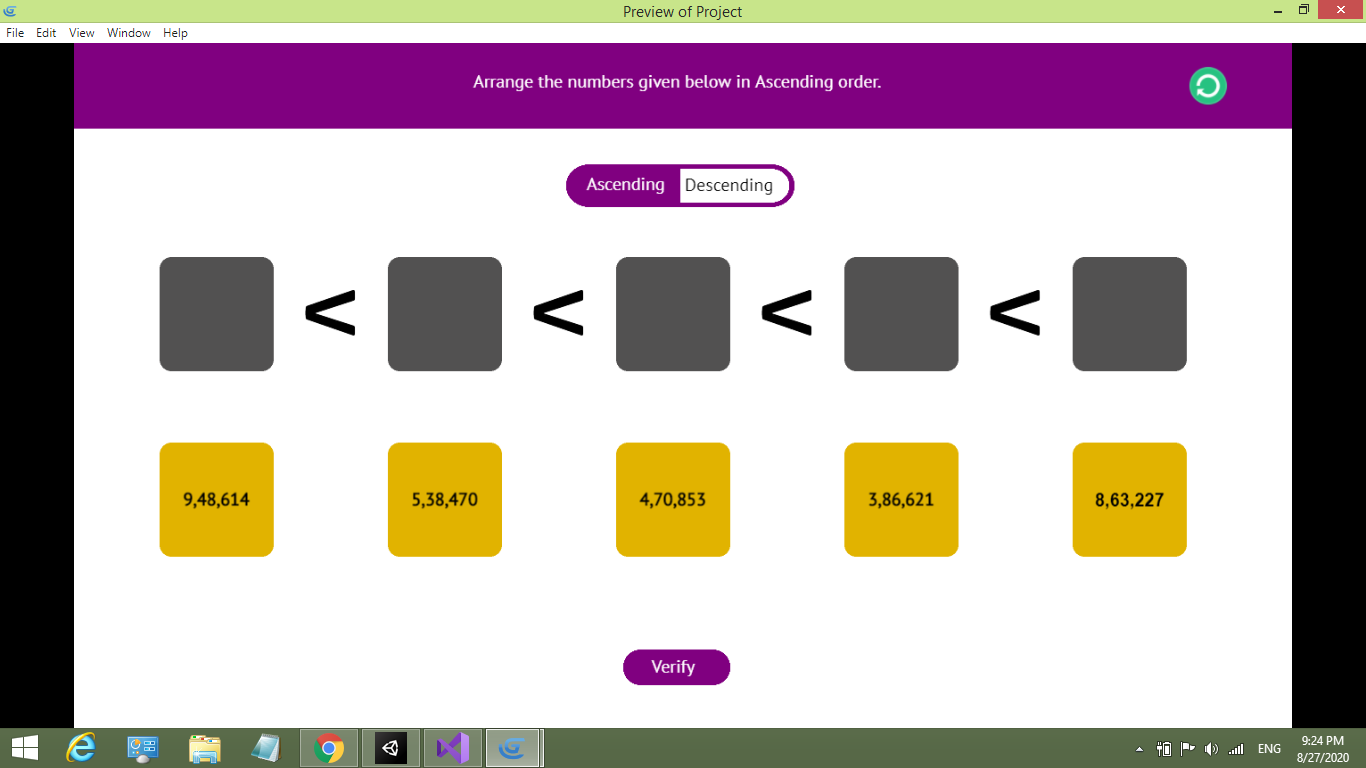 Preview of Project
File Edit View Window Help
Arrange the numbers given below in Ascending order.
Ascending Descending
< < < <
9,48,614 5,38,470 4,70,853 3,86,621 8,63,227
Verify
ENG
9:24 PM
8/27/2020